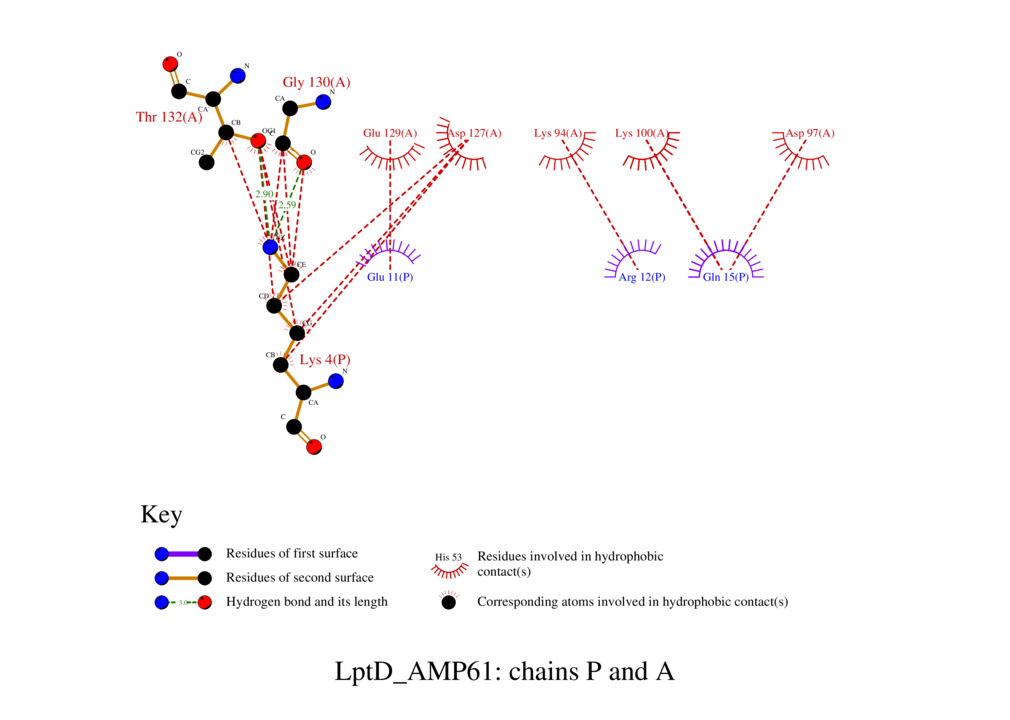 O
N
C
Gly 130(A)
CA
N
CA
Thr 132(A)
CB
OG1
C
Glu 129(A)
Asp 127(A)
Lys 94(A)
Lys 100(A)
Asp 97(A)
CG2
O
2.90
2.59
CE
Glu 11(P)
Arg 12(P)
Gln 15(P)
CD
CG
CB
Lys 4(P)
N
CA
C
O
Key
Residues of first surface
Residues of second surface
3.0
Hydrogen bond and its length
His 53
Residues involved in hydrophobic
contact(s)
Corresponding atoms involved in hydrophobic contact(s)
LptD_AMP61: chains P and A